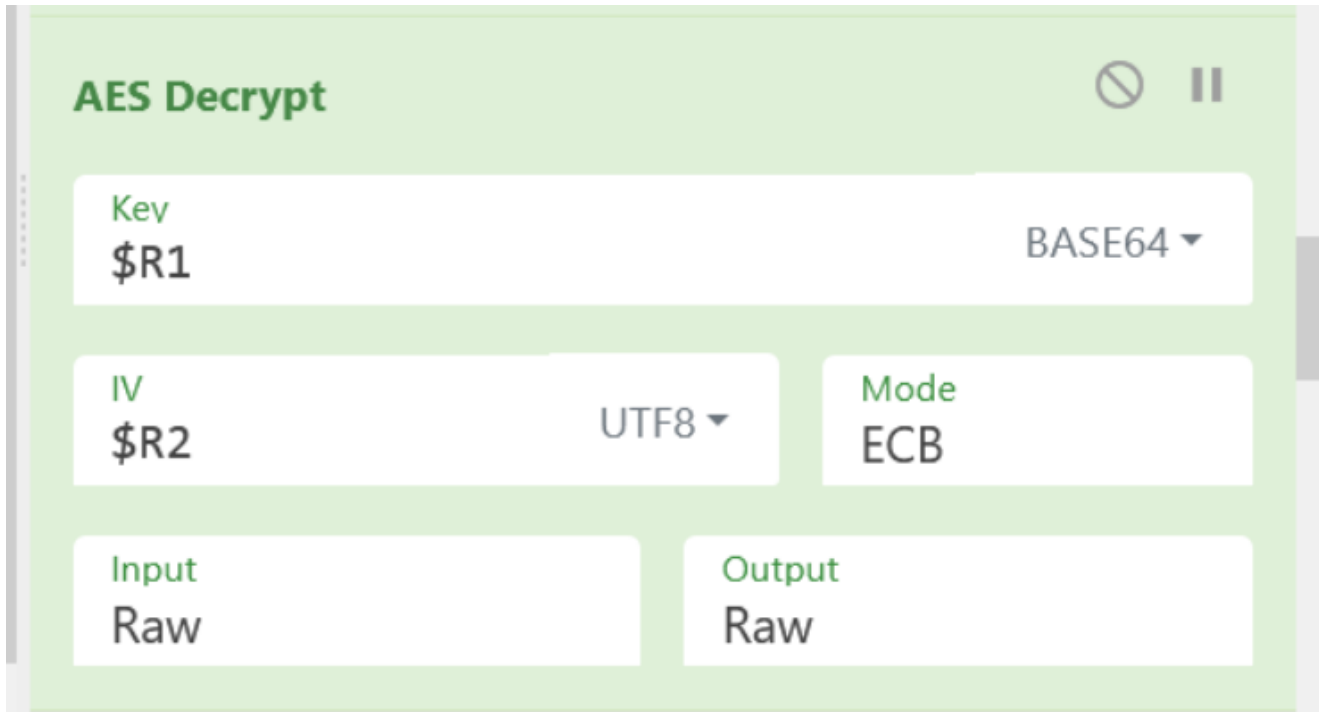 AES Decrypt
Key
$R1
BASE64
IV
$R2
UTF8
Mode
ECB
Input
Raw
Output
Raw